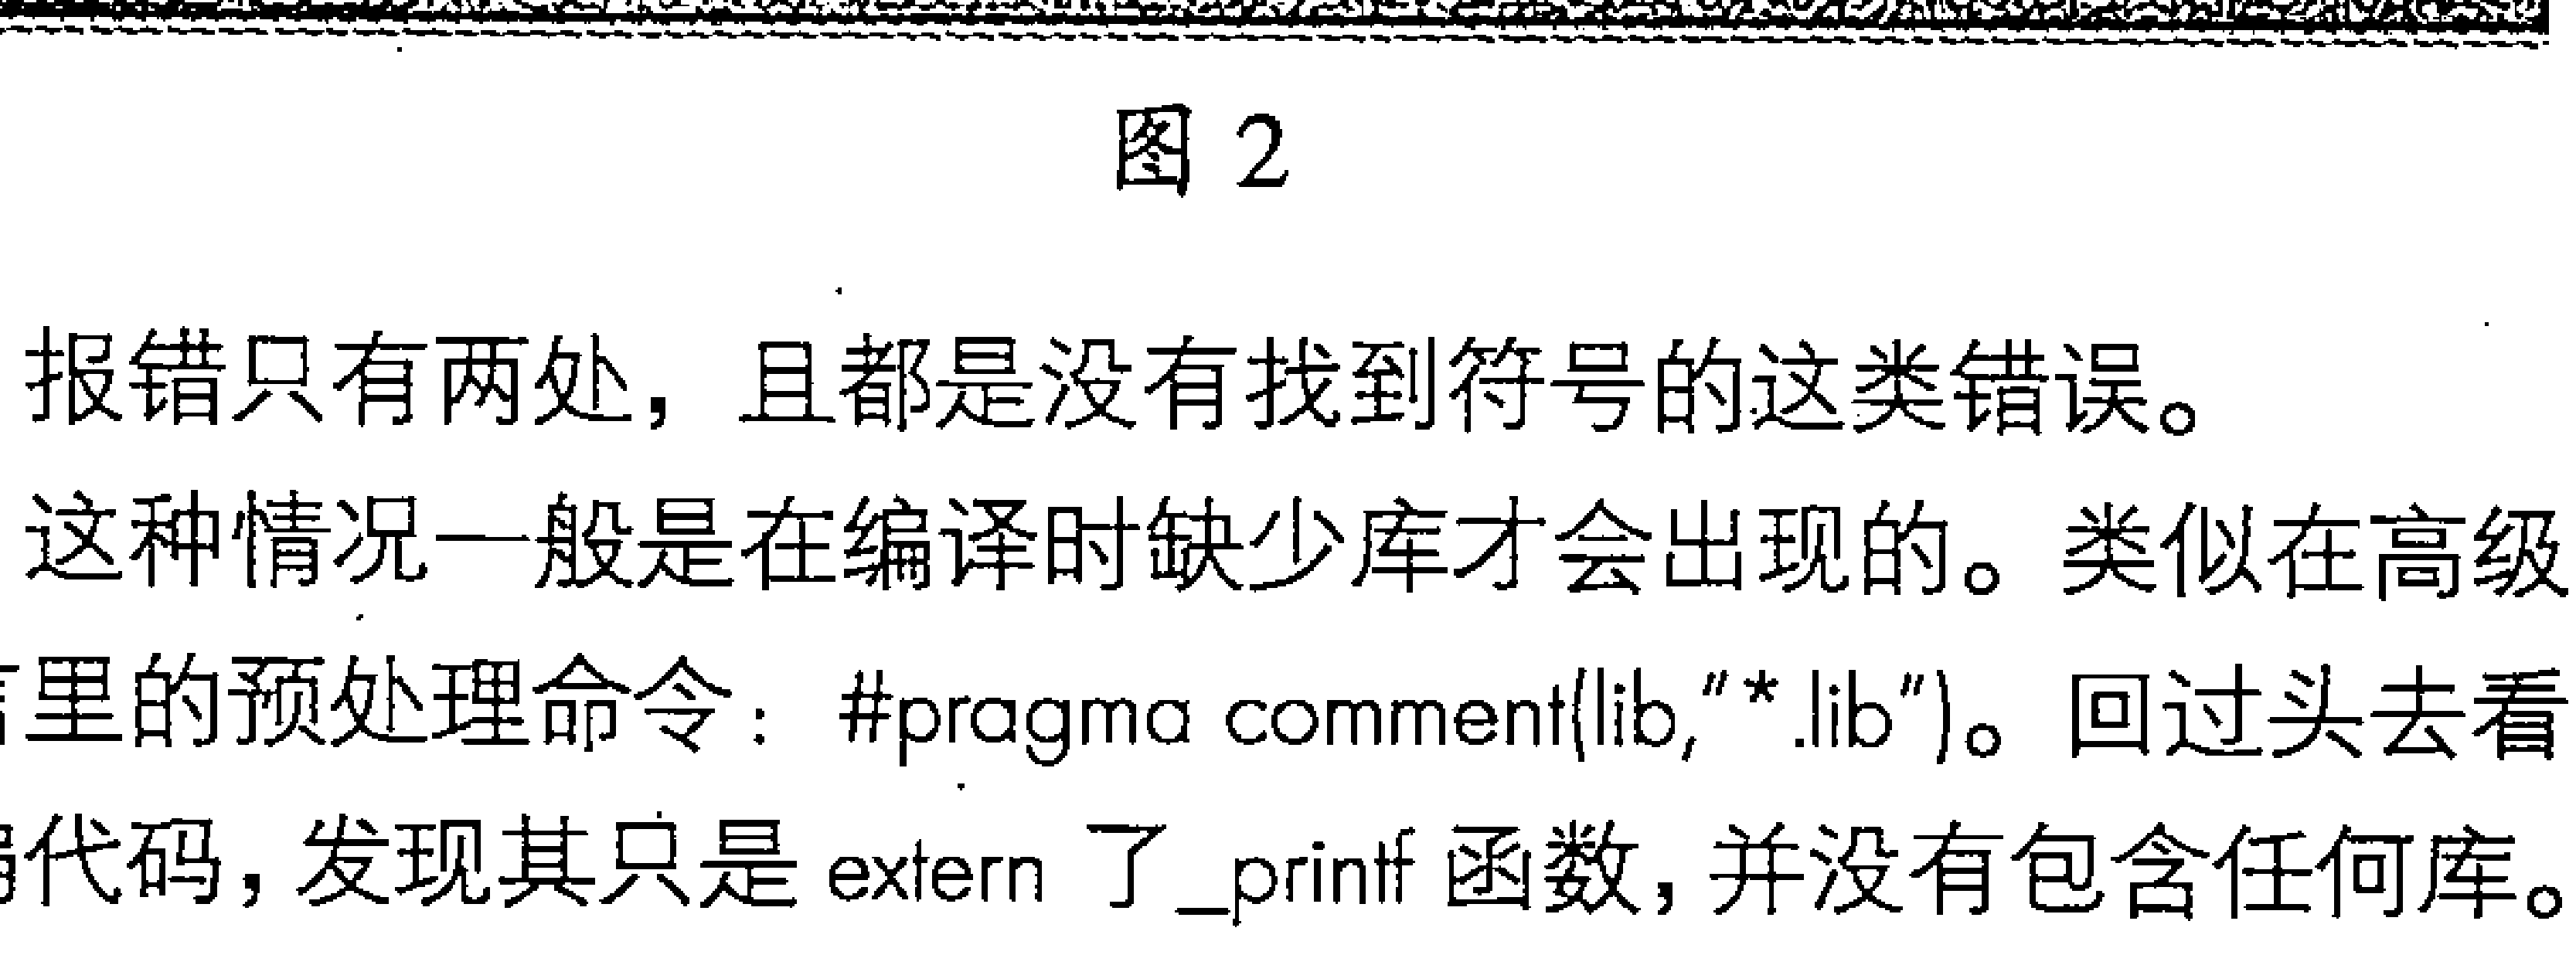 图 2
报错只有两处，且都是没有找到符号的这类错误。
这种情况一般是在编译时缺少库才会出现的。类似在高级
里的预处理命令：#pragma comment(lib,"*.lib")。回过头去看
代码，发现其只是 extern 了_printf 函数，并没有包含任何库。